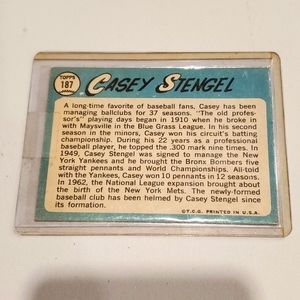 TOPPS
187
CASEY STENGEL
A long-time favorite of baseball fans, Casey has been
managing ballclubs for 37 seasons. "The old profes-
sor's" playing days began in 1910 when he broke in
with Maysville in the Blue Grass League. In his second
season in the minors, Casey won his circuit's batting
championship. During his 22 years as a professional
baseball player, he topped the .300 mark nine times. In
1949, Casey Stengel was signed to manage the New
York Yankees and he brought the Bronx Bombers five
straight pennants and World Championships. All-told
with the Yankees, Casey won 10 pennants in 12 seasons.
In 1962, the National League expansion brought about
the birth of the New York Mets. The newly-formed
baseball club has been helmed by Casey Stengel since
its formation.
©T.C.G. PRINTED IN U.S.A.